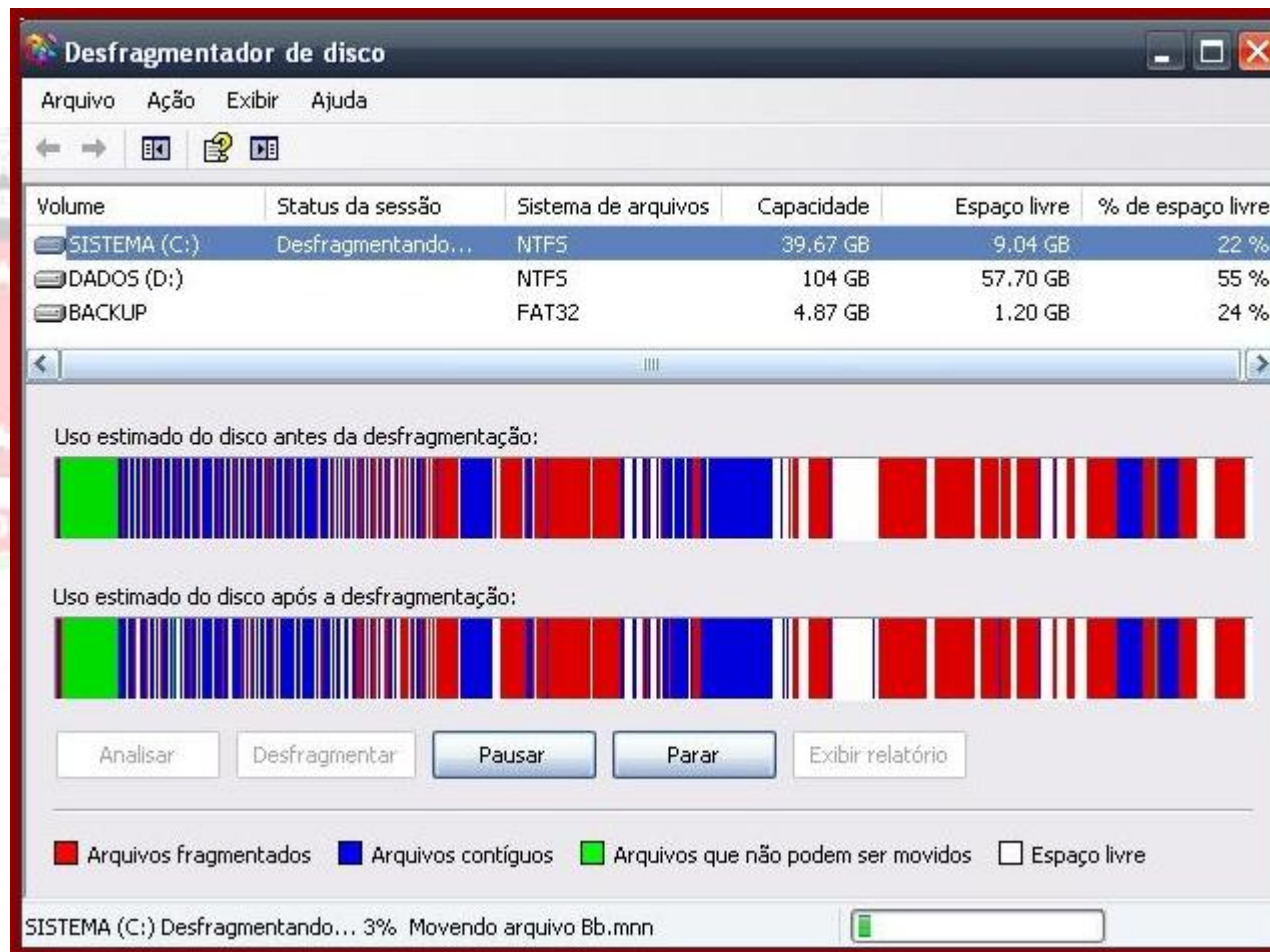 Desfragmentador de disco
Arquivo Ação Exibir Ajuda
Volume Status da sessão Sistema de arquivos Capacidade Espaço livre % de espaço livre
SISTEMA (C:) Desfragmentando... NTFS 39.67 GB 9.04 GB 22 %
DADOS (D:) NTFS 104 GB 57.70 GB 55 %
BACKUP FAT32 4.87 GB 1.20 GB 24 %
Uso estimado do disco antes da desfragmentação:
Uso estimado do disco após a desfragmentação:
Analisar Desfragmentar Pausar Parar Exibir relatório
Arquivos fragmentados Arquivos contíguos Arquivos que não podem ser movidos Espaço livre
SISTEMA (C:) Desfragmentando... 3% Movendo arquivo Bb.mnn